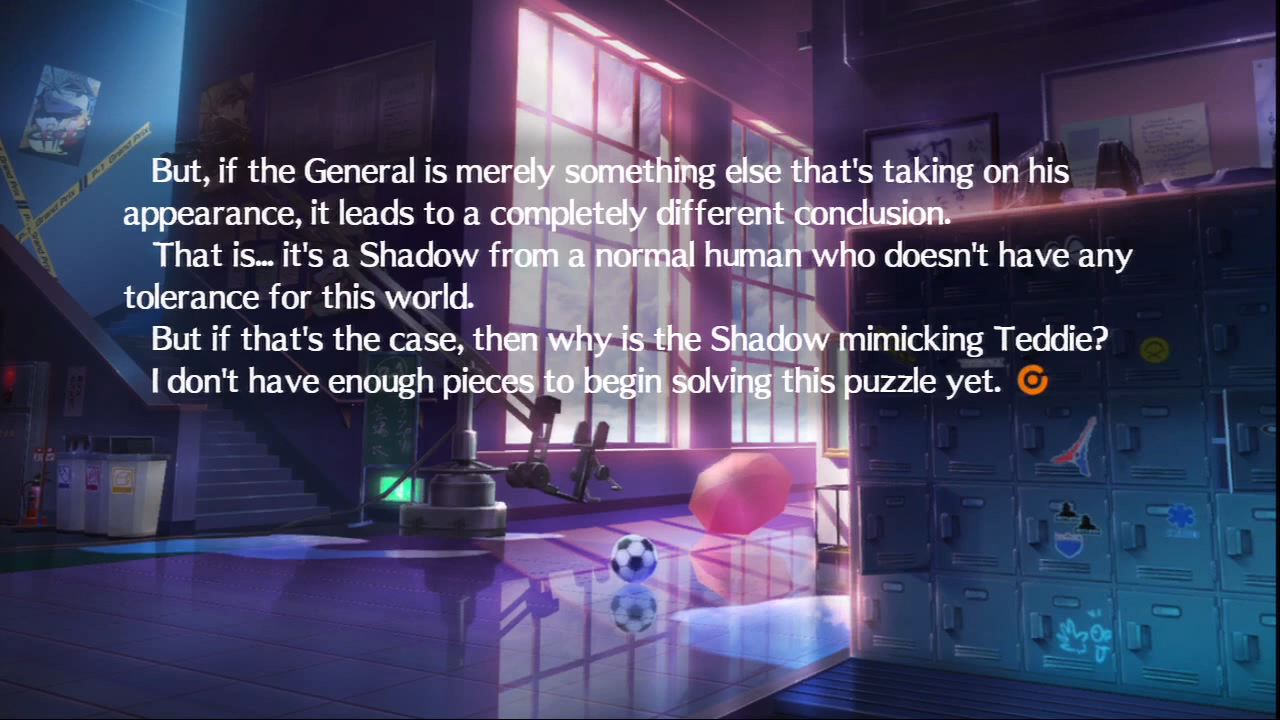 But, if the General is merely something else that's taking on his
appearance, it leads to a completely different conclusion.
That is... it's a Shadow from a normal human who doesn't have any
tolerance for this world.
But if that's the case, then why is the Shadow mimicking Teddie?
I don't have enough pieces to begin solving this puzzle yet.